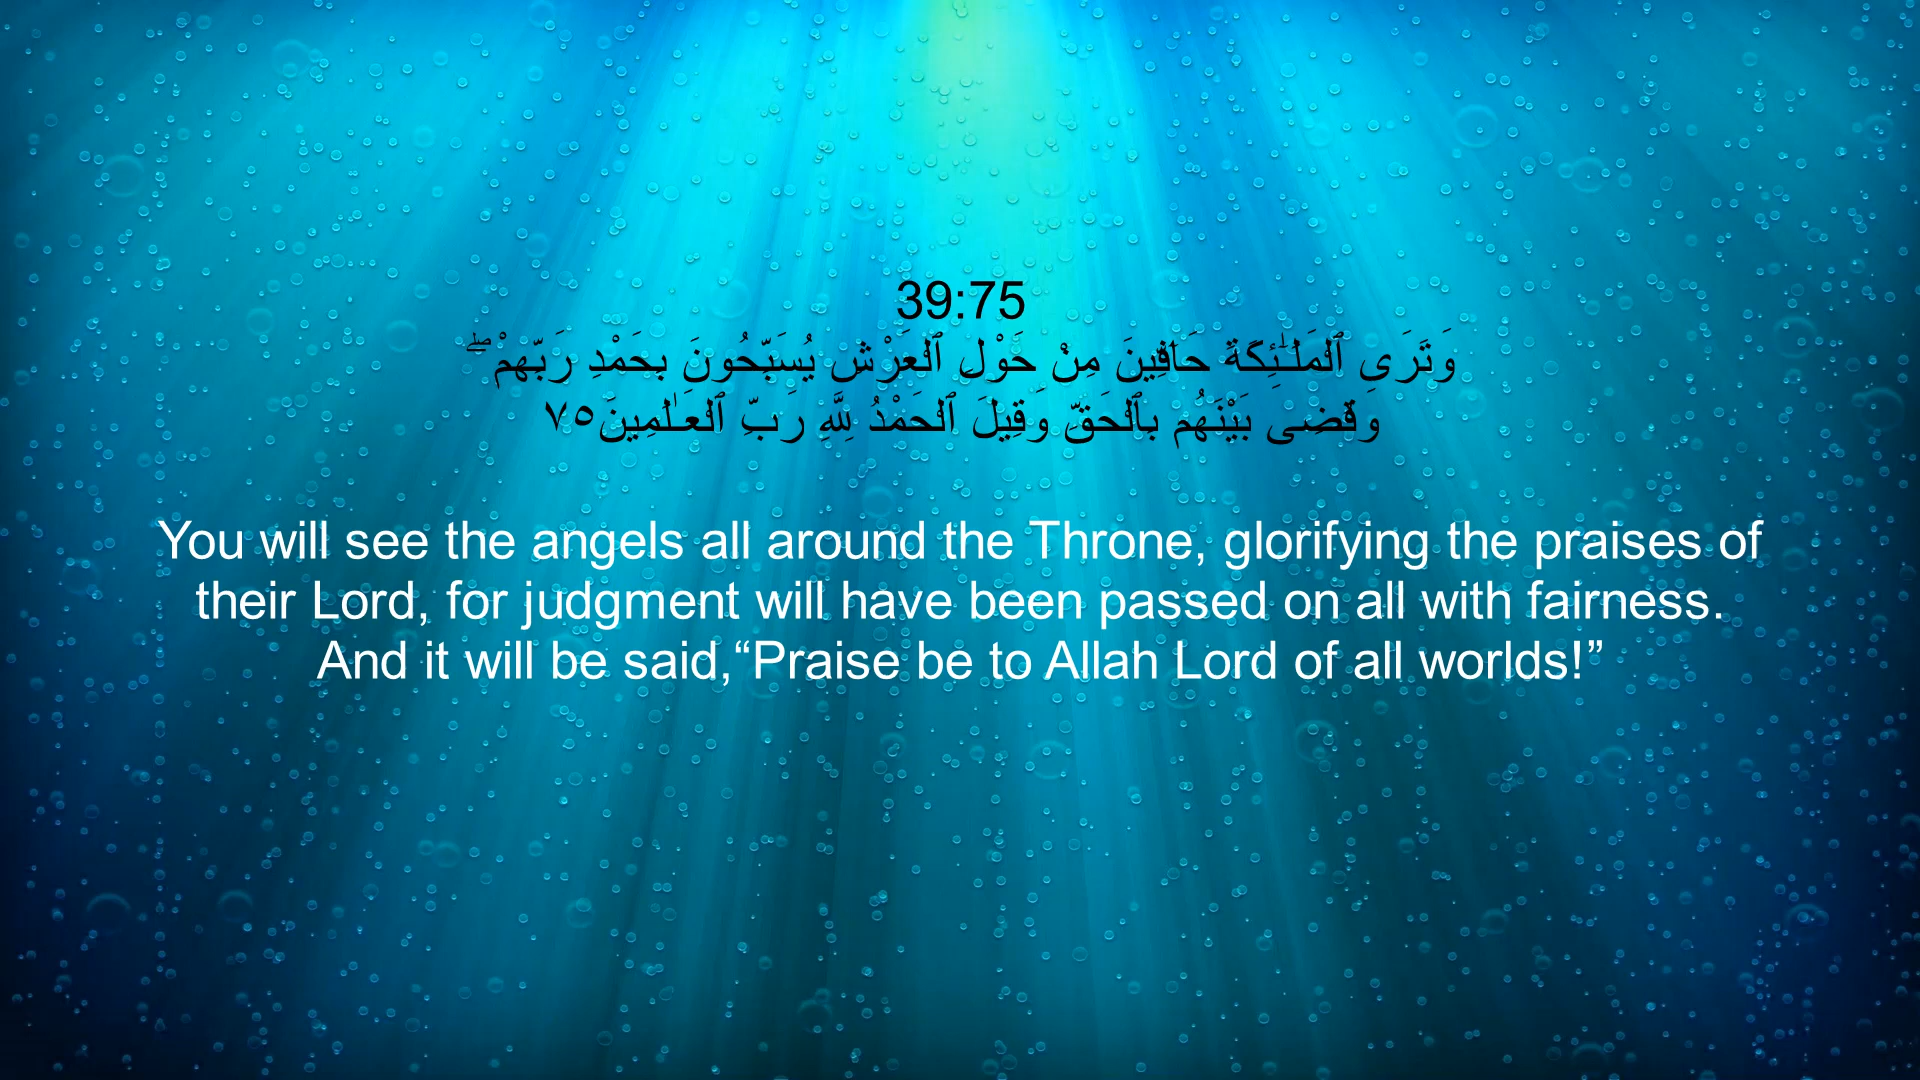 39:75
وَتَرَى ٱلْمَلَـٰٓئِكَةَ حَآفِّينَ مِنْ حَوْلِ ٱلْعَرْشِ يُسَبِّحُونَ بِحَمْدِ رَبِّهِمْ ۖ
وَقُضِىَ بَيْنَهُم بِٱلْحَقِّ وَقِيلَ ٱلْحَمْدُ لِلَّهِ رَبِّ ٱلْعَـٰلَمِينَ ٧٥
You will see the angels all around the Throne, glorifying the praises of
their Lord, for judgment will have been passed on all with fairness.
And it will be said,“Praise be to Allah Lord of all worlds!”